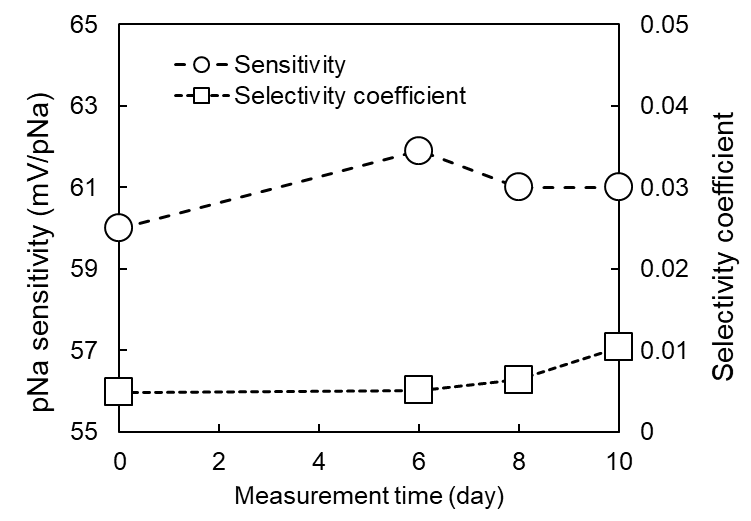 65
63
61
59
57
55
pNa sensitivity (mV/pNa)
Sensitivity
Selectivity coefficient
0.05
0.04
0.03
0.02
0.01
0
Selectivity coefficient
0 2 4 6 8 10
Measurement time (day)